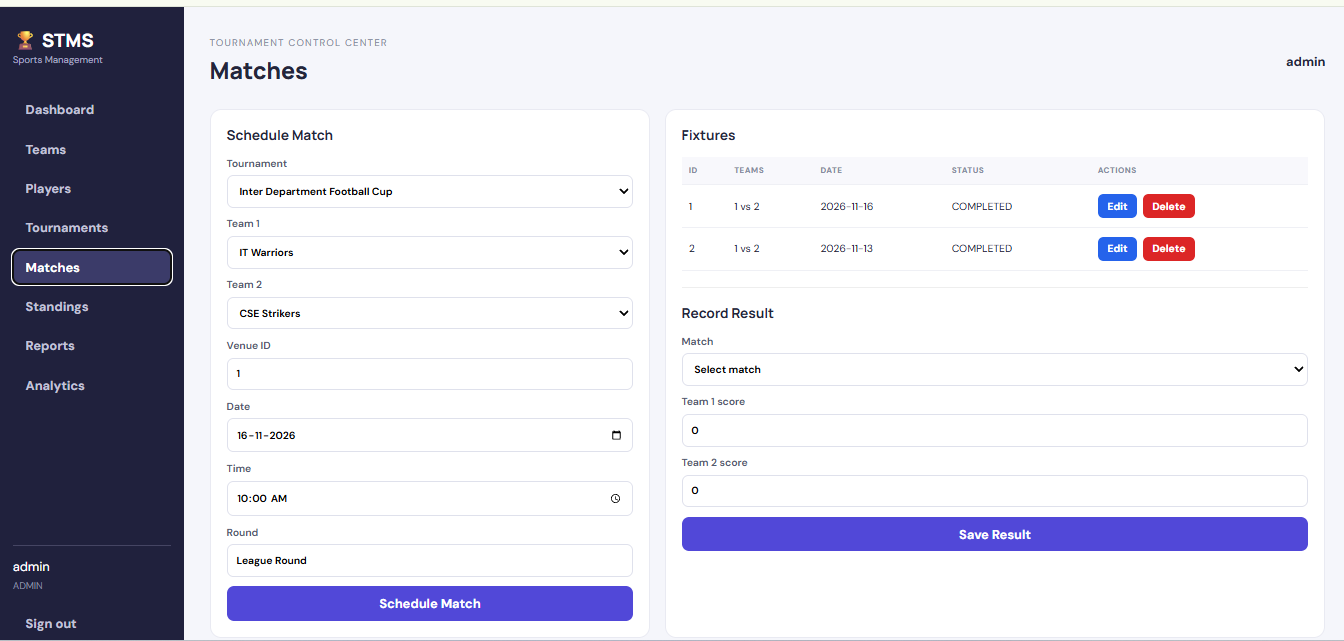 🏆 STMS
Sports Management
Dashboard
Teams
Players
Tournaments
Matches
Standings
Reports
Analytics
admin
ADMIN
Sign out
TOURNAMENT CONTROL CENTER
Matches
admin
Schedule Match
Tournament
Inter Department Football Cup
Team 1
IT Warriors
Team 2
CSE Strikers
Venue ID
1
Date
16-11-2026
Time
10:00 AM
Round
League Round
Schedule Match
Fixtures
ID TEAMS DATE STATUS ACTIONS
1 1 vs 2 2026-11-16 COMPLETED Edit Delete
2 1 vs 2 2026-11-13 COMPLETED Edit Delete
Record Result
Match
Select match
Team 1 score
0
Team 2 score
0
Save Result